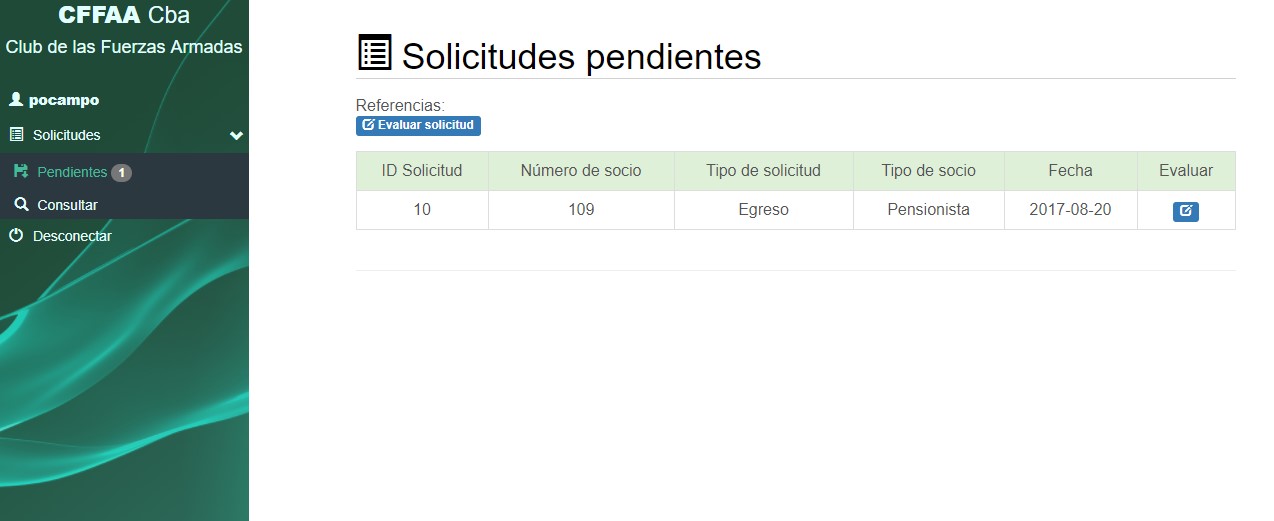 CFFAA Cba
Club de las Fuerzas Armadas
pocampo
Solicitudes
Pendientes 1
Consultar
Desconectar
Solicitudes pendientes
Referencias:
Evaluar solicitud
ID Solicitud Número de socio Tipo de solicitud Tipo de socio Fecha Evaluar
10 109 Egreso Pensionista 2017-08-20